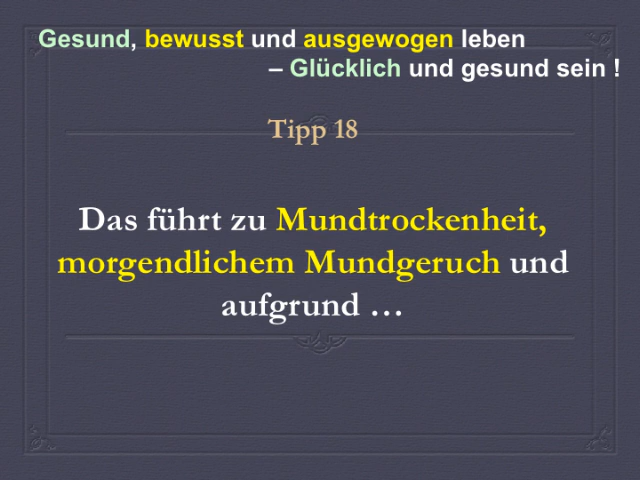 Gesund, bewusst und ausgewogen leben
– Glücklich und gesund sein !
Tipp 18
Das führt zu Mundtrockenheit,
morgendlichem Mundgeruch und
aufgrund …